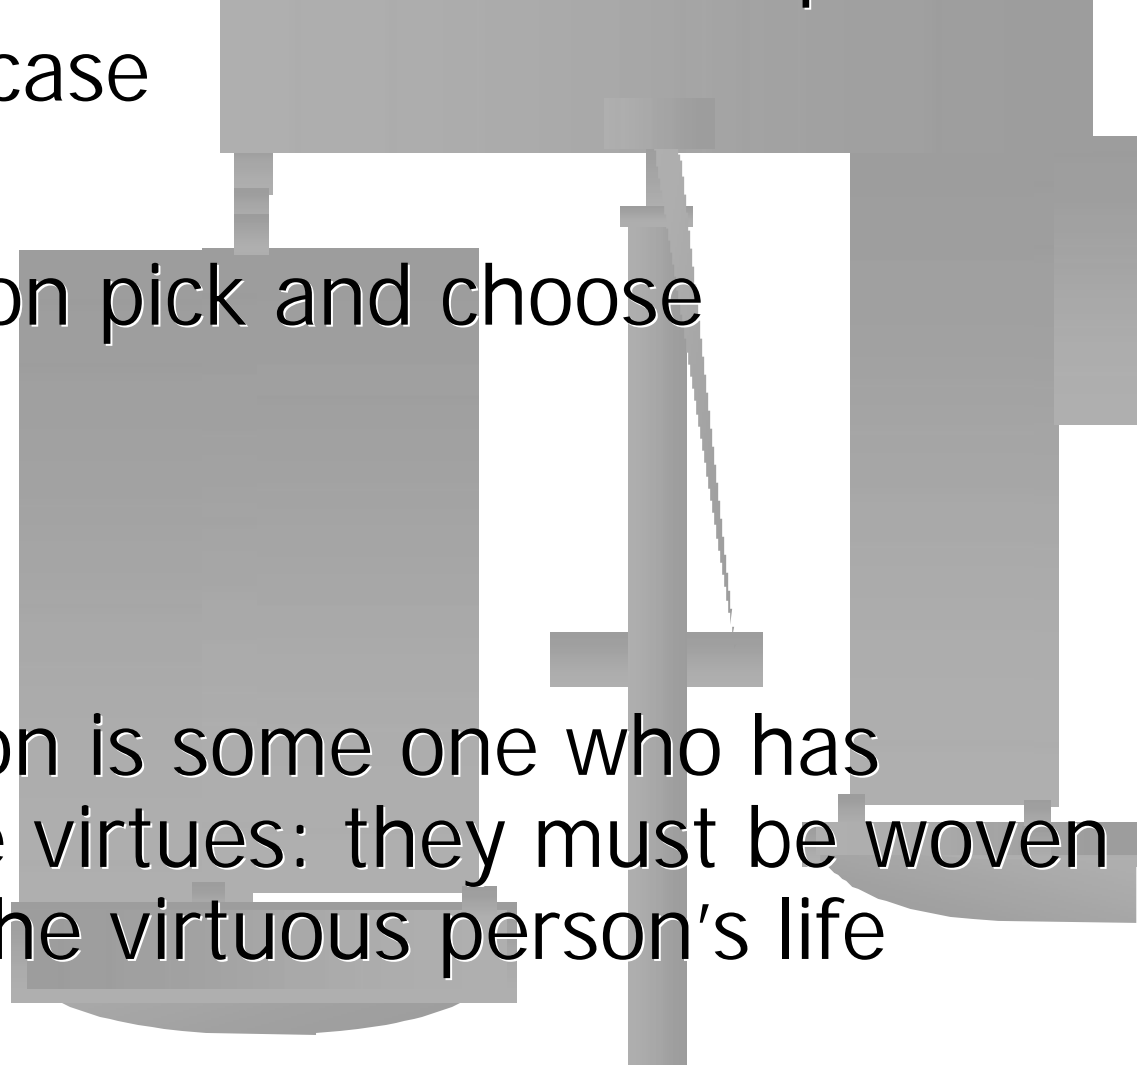 case
on pick and choose
on is some one who has
e virtues: they must be woven
he virtuous person's life